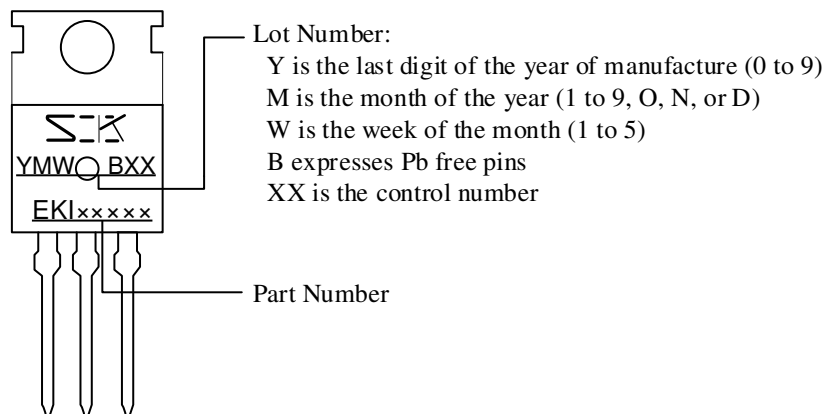 Lot Number:
Y is the last digit of the year of manufacture (0 to 9)
M is the month of the year (1 to 9, O, N, or D)
W is the week of the month (1 to 5)
B expresses Pb free pins
XX is the control number
SK
YMW○ BXX
EKI×××××
Part Number